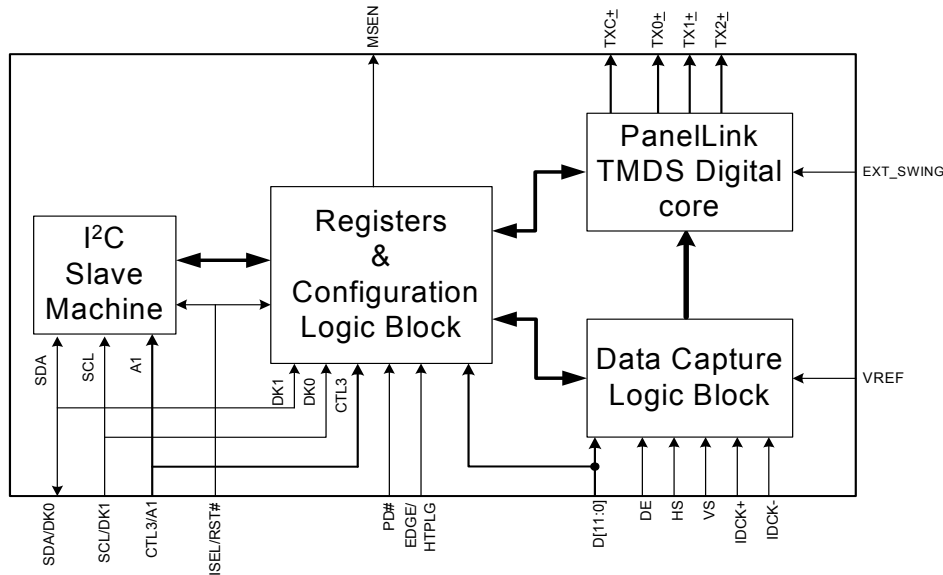 MSEN
TXC+
TX0+
TX1+
TX2+
PanelLink
TMDS Digital
core
EXT_SWING
Registers
&
Configuration
Logic Block
I²C
Slave
Machine
SDA
SCL
A1
DK1
DK0
CTL3
Data Capture
Logic Block
VREF
SDA/DK0
SCL/DK1
CTL3/A1
ISEL/RST#
PD#
EDGE/
HTPLG
D[11:0]
DE
HS
VS
IDCK+
IDCK-